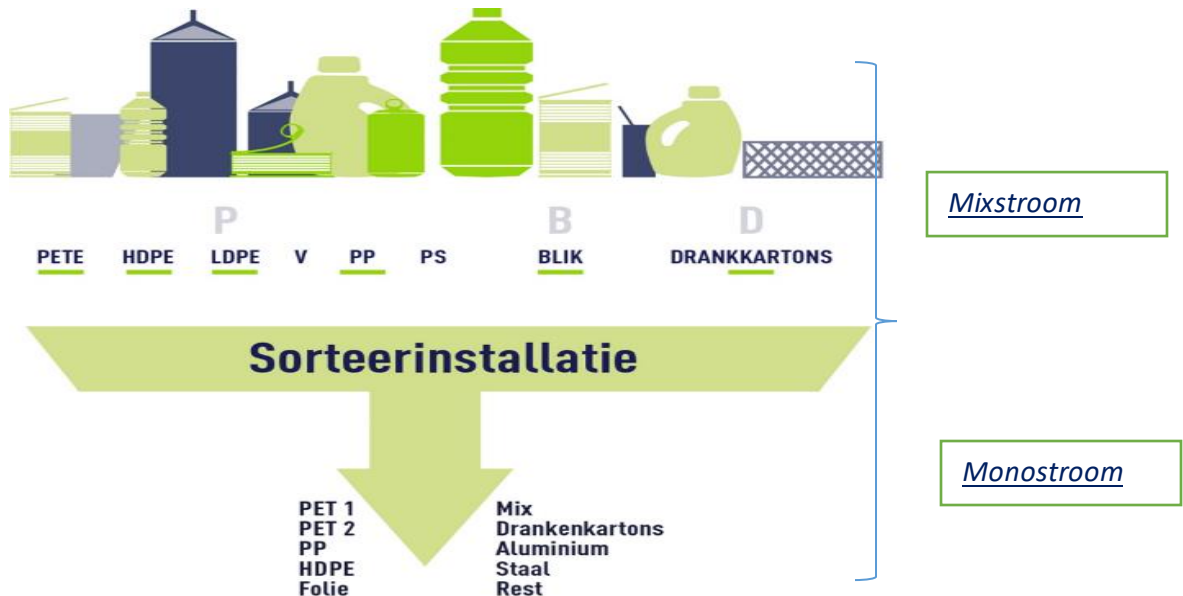 Mixstroom
P B D
PETE HDPE LDPE V PP PS BLIK DRANKKARTONS
Sorteerinstallatie
Monostroom
PET 1 Mix
PET 2 Drankenkartons
PP Aluminium
HDPE Staal
Folie Rest